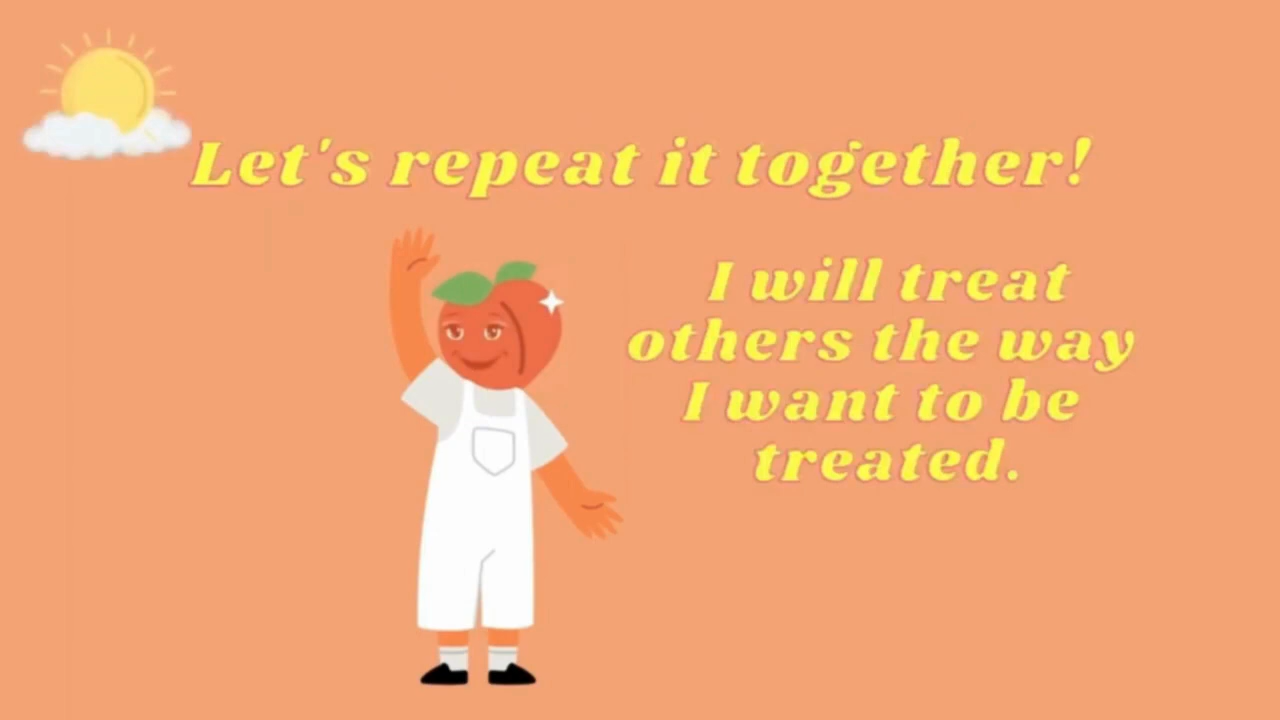 Let's repeat it together!
I will treat
others the way
I want to be
treated.